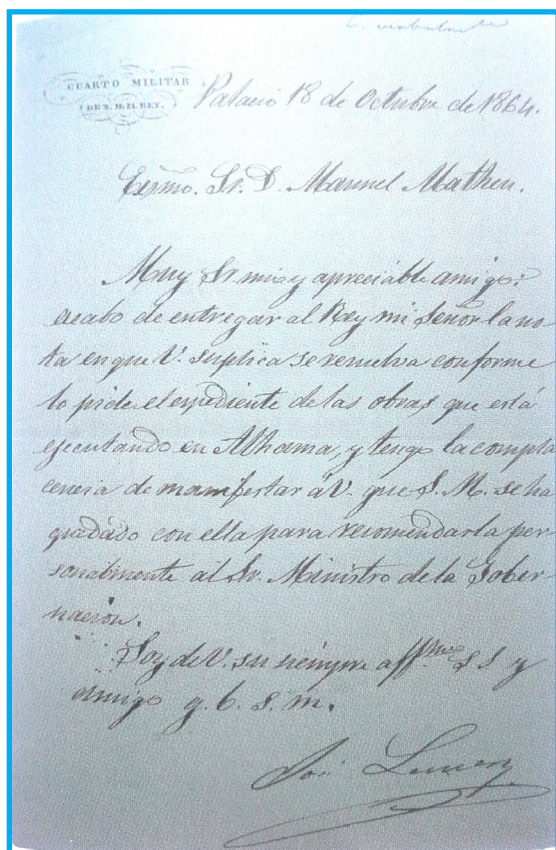 CUARTO MILITAR
DE S. M. EL REY.
Palacio 18 de Octubre de 1864.
Exmo. Sr. D. Manuel Matheu.
Muy Sr mio y apreciable amigo:
acabo de entregar al Rey mi Señor la no-
ta en que V. suplica se resuelva conforme
lo pide el expediente de las obras que está
ejecutando en Alhama, y tengo la compla
cencia de manifestar á V. que S. M. se ha
quedado con ella para recomendarla per-
sonalmente al Sr. Ministro de la Gober-
nación.
Soy de V. su siempre affmo S S y
amigo q. b. s. m.
José